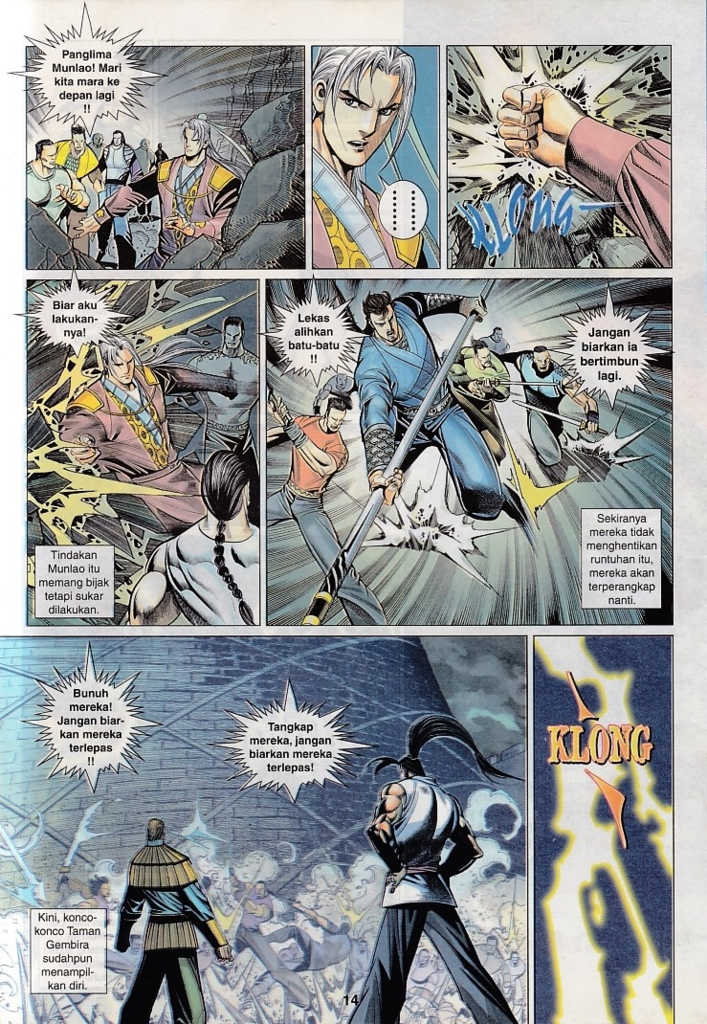 Panglima
Munlao! Mari
kita mara ke
depan lagi
!!
KLONG
Biar aku
lakukan-
nya!
Tindakan
Munlao itu
memang bijak
tetapi sukar
dilakukan.
Lekas
alihkan
batu-batu
!!
Jangan
biarkan ia
bertimbun
lagi.
Sekiranya
mereka tidak
menghentikan
runtuhan itu,
mereka akan
terperangkap
nanti.
Bunuh
mereka!
Jangan biar-
kan mereka
terlepas
!!
Tangkap
mereka, jangan
biarkan mereka
terlepas!
Kini, konco-
konco Taman
Gembira
sudahpun
menampil-
kan diri.
KLONG
14